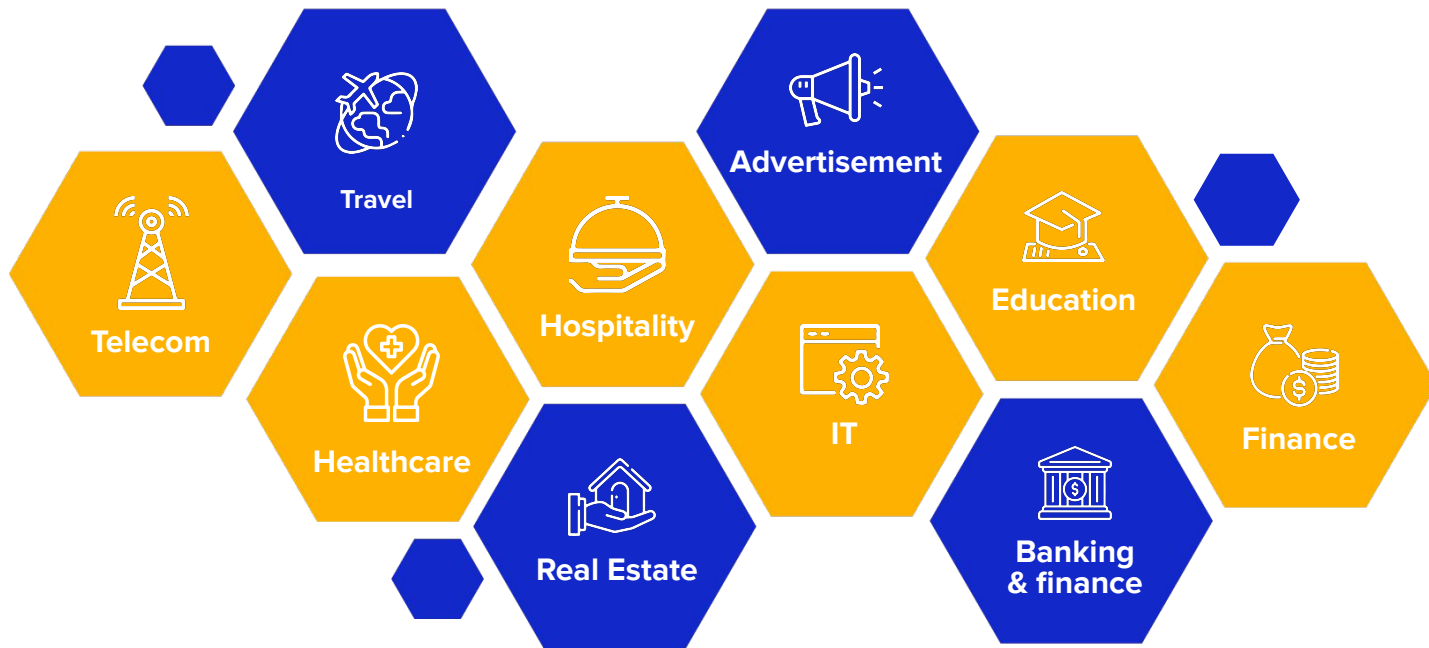 Advertisement
Travel
Education
Hospitality
Telecom
IT
Finance
Healthcare
Banking
& finance
Real Estate